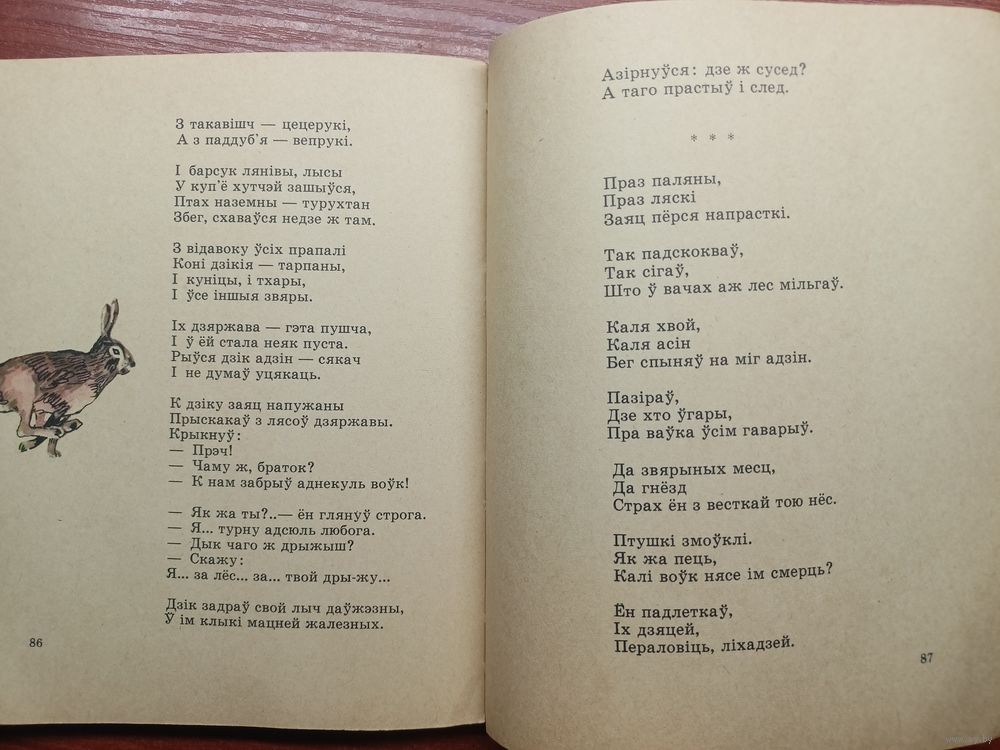 З такавішч — цецерукі,
А з паддуб'я — вепрукі.
І барсук лянівы, лысы
У куп'ё хутчэй зашыўся,
Птах наземны — турухтан
Збег, схаваўся недзе ж там.
З відавоку ўсіх прапалі
Коні дзікія — тарпаны,
І куніцы, і тхары,
І ўсе іншыя звяры.
Іх дзяржава — гэта пушча,
І ў ёй стала неяк пуста.
Рыўся дзік адзін — сякач
І не думаў уцякаць.
К дзіку заяц напужаны
Прыскакаў з лясоў дзяржавы.
Крыкнуў:
— Прэч!
— Чаму ж, браток?
— К нам забрыў аднекуль воўк!
— Як жа ты?..— ён глянуў строга.
— Я... турну адсюль любога.
— Дык чаго ж дрыжыш?
— Скажу:
Я... за лёс... за... твой дры-жу...
Дзік задраў свой лыч даўжэзны,
Ў ім клыкі мацней жалезных.
86
Азірнуўся: дзе ж сусед?
А таго прастыў і след.
* * *
Праз паляны,
Праз ляскі
Заяц пёрся напрасткі.
Так падскокваў,
Так сігаў,
Што ў вачах аж лес мільгаў.
Каля хвой,
Каля асін
Бег спыняў на міг адзін.
Пазіраў,
Дзе хто ўгары,
Пра ваўка ўсім гаварыў.
Да звярыных месц,
Да гнёзд
Страх ён з весткай тою нёс.
Птушкі змоўклі.
Як жа пець,
Калі воўк нясе ім смерць?
Ён падлеткаў,
Іх дзяцей,
Пераловіць, ліхадзей.
87